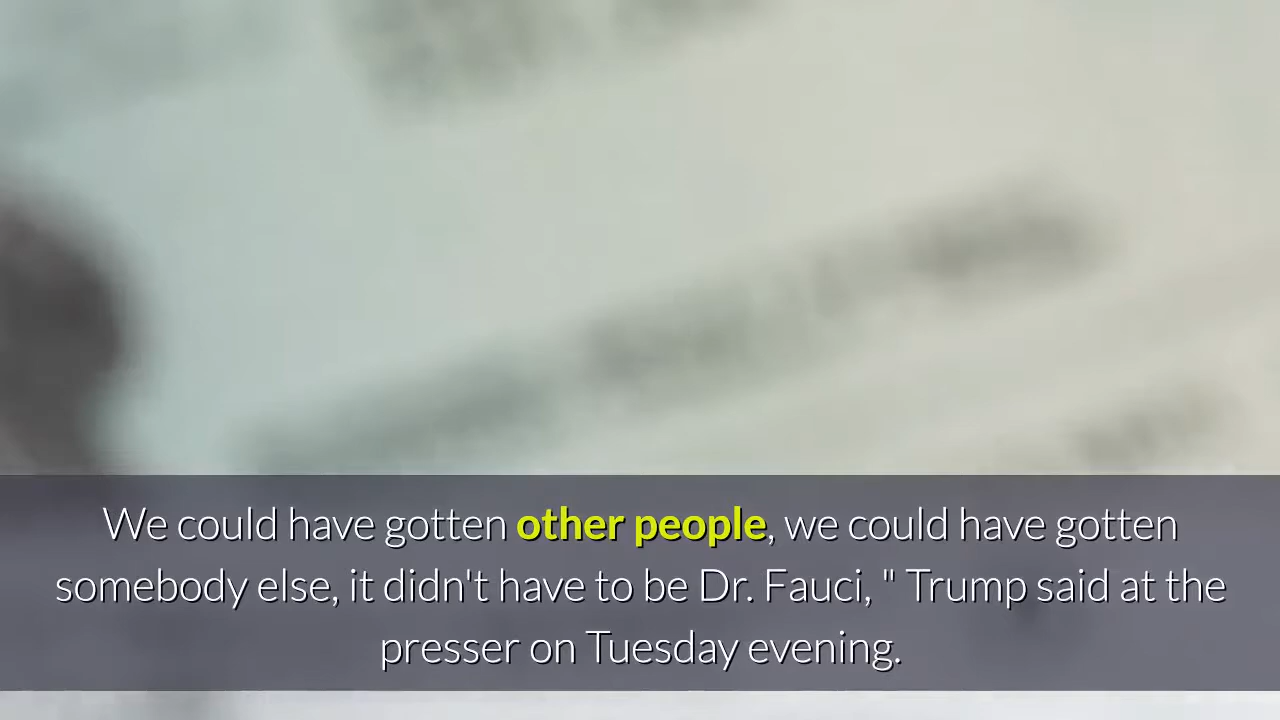 We could have gotten other people, we could have gotten
somebody else, it didn't have to be Dr. Fauci, " Trump said at the
presser on Tuesday evening.